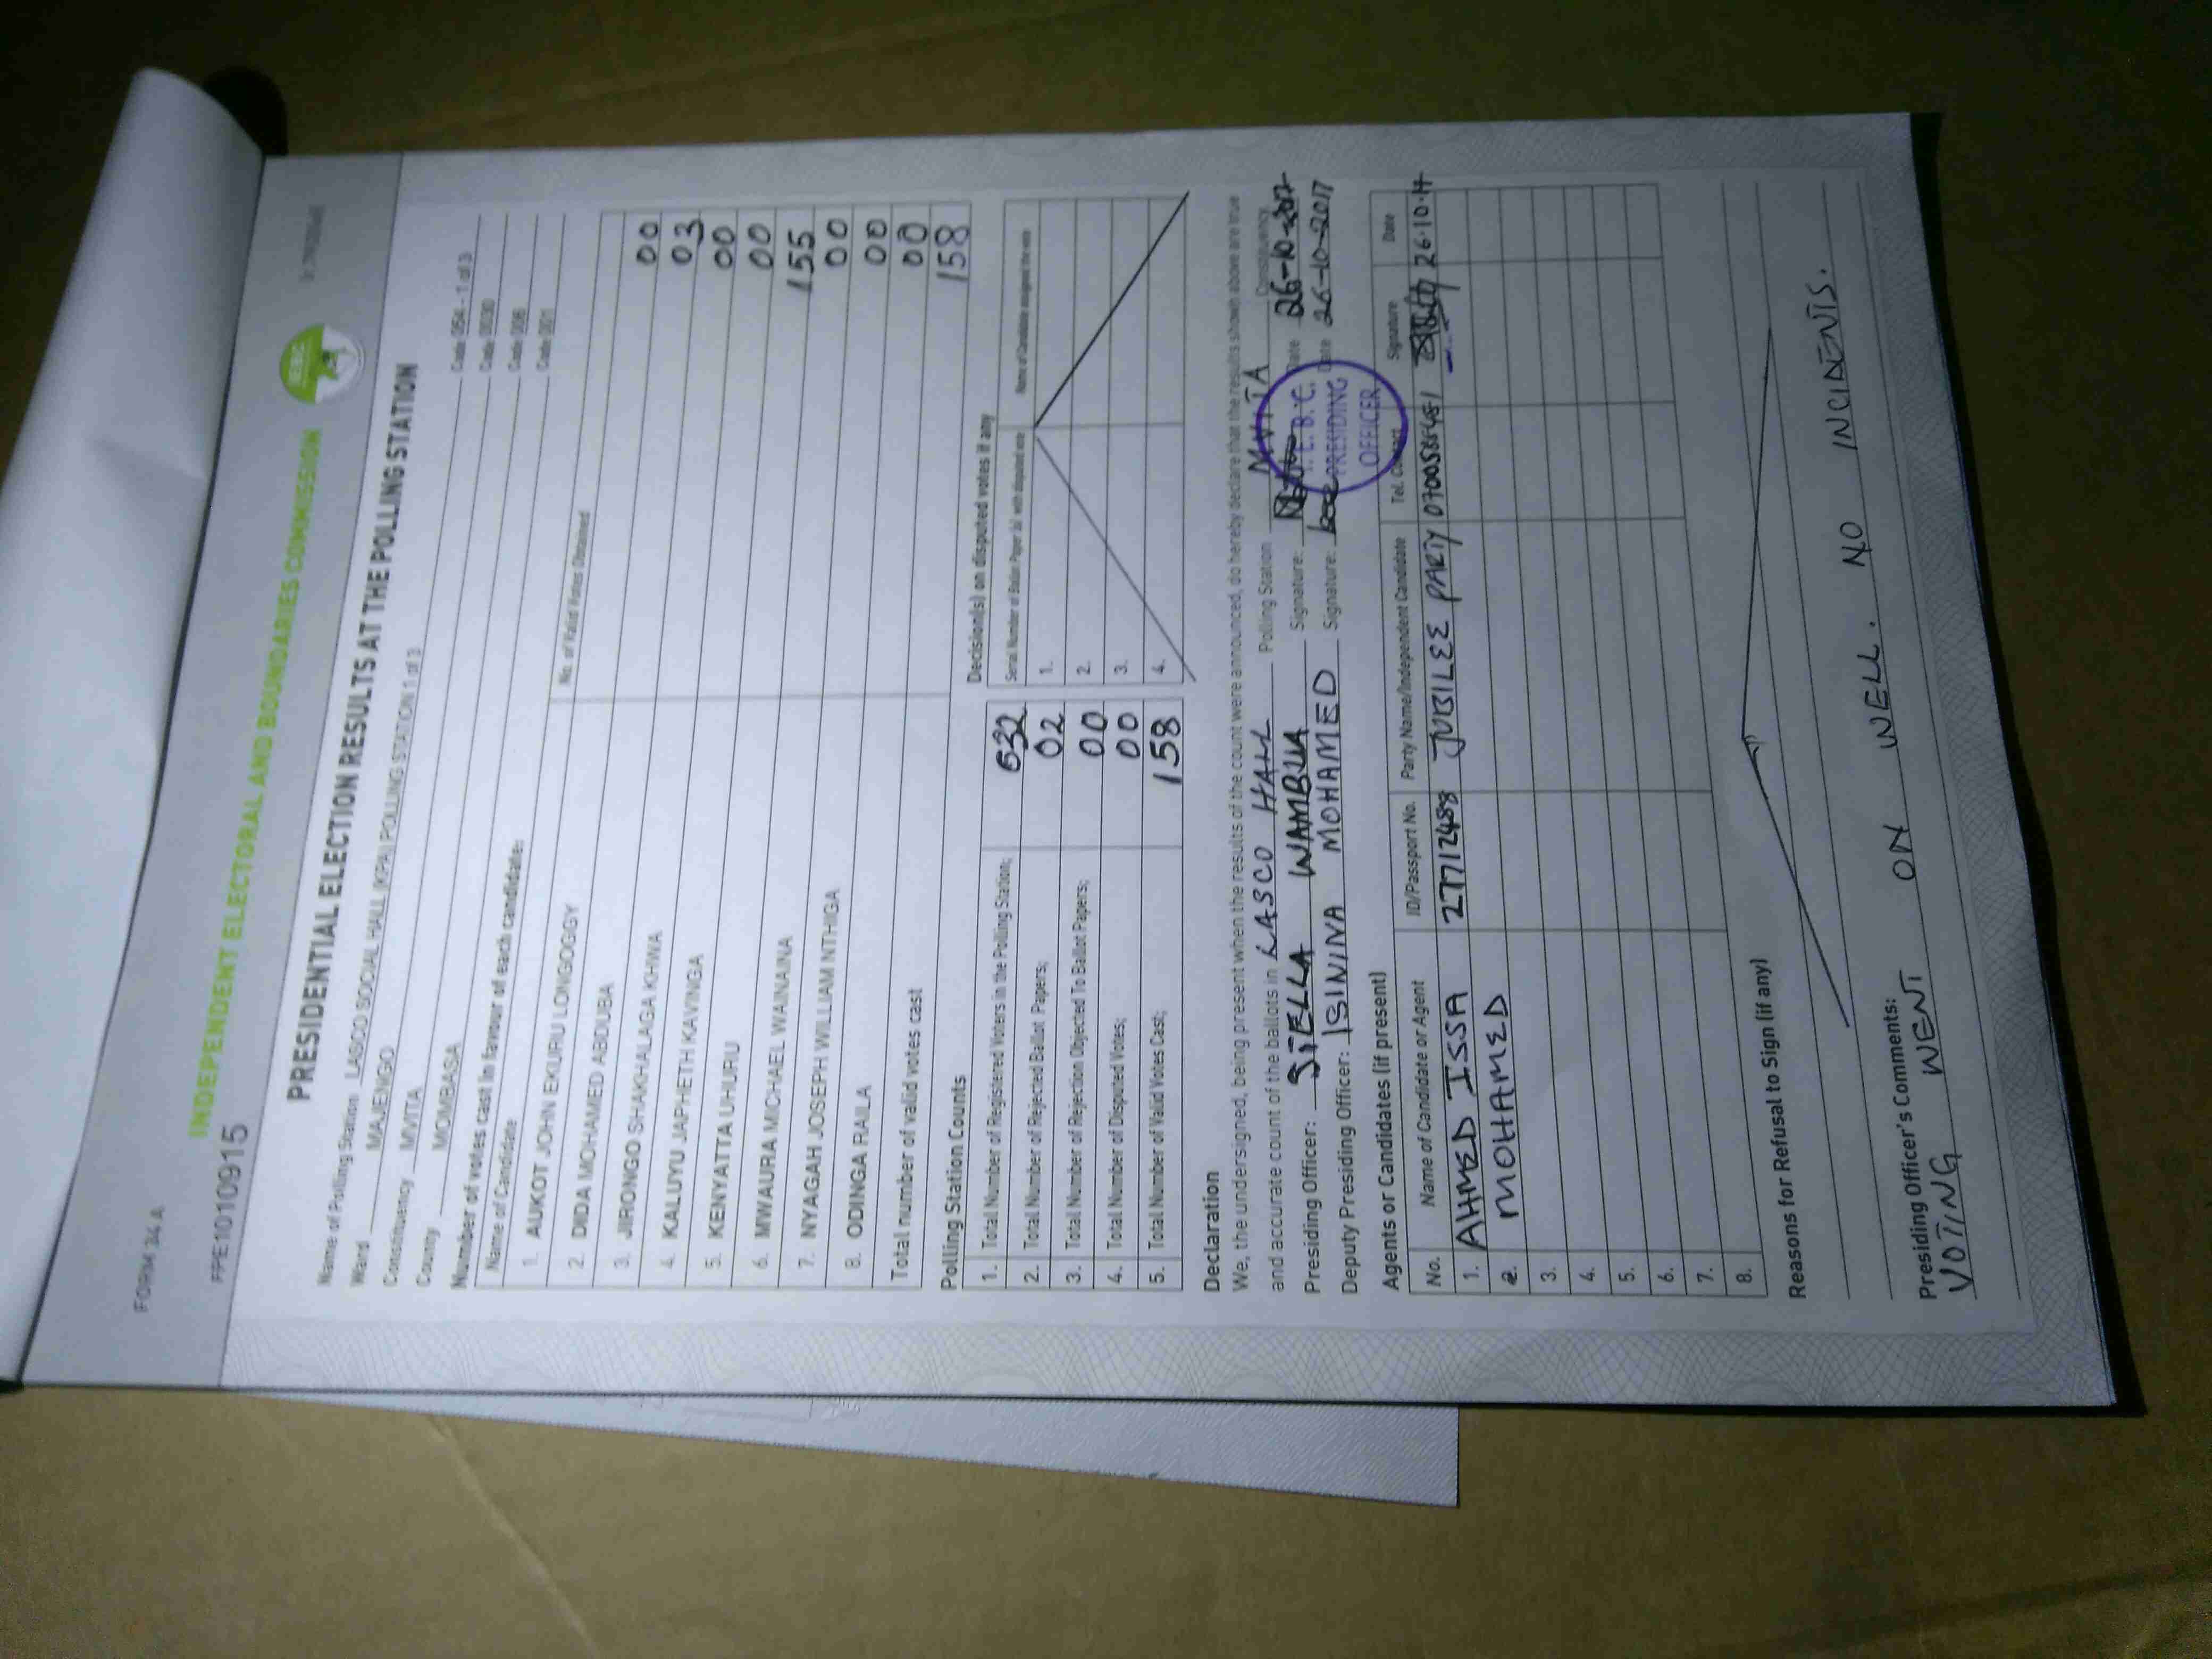 FORM 34 A
INDEPENDENT ELECTORAL AND BOUNDARIES COMMISSION
PPE1010915
PRESIDENTIAL ELECTION RESULTS AT THE POLLING STATION
Name of Polling Station LASCO SOCIAL HALL (KPA) POLLING STATION 1 of 3 Code 054 - 1 of 3
Ward MAJENGO Code 0030
Constituency MVITA Code 006
County MOMBASA Code 001
Number of votes cast in favour of each candidate:
Name of Candidate No. of Valid Votes Obtained
1. AUKOT JOHN EKURU LONGOGGY 00
2. DIDA MOHAMED ABDUBA 03
3. JIRONGO SHAKHALAGA KHWA 00
4. KALUYU JAPHETH KAVINGA 00
5. KENYATTA UHURU 155
6. MWAURA MICHAEL WAINAINA 00
7. NYAGAH JOSEPH WILLIAM NTHIGA 00
8. ODINGA RAILA 00
Total number of valid votes cast 158
Polling Station Counts
1. Total Number of Registered Voters in the Polling Station; 632
2. Total Number of Rejected Ballot Papers; 02
3. Total Number of Rejection Objected To Ballot Papers; 00
4. Total Number of Disputed Votes; 00
5. Total Number of Valid Votes Cast; 158
Decision(s) on disputed votes if any
Serial Number of Ballot Paper (s) with disputed vote Name of Candidate assigned the vote
1.
2.
3.
4.
Declaration
We, the undersigned, being present when the results of the count were announced, do hereby declare that the results shown above are true
and accurate count of the ballots in LASCO HALL Polling Station MVITA Constituency
Presiding Officer: STELLA WAMBUA Signature: Date 26-10-2017
Deputy Presiding Officer: ISININA MOHAMED Signature: Date 26-10-2017
I.E.B.C. PRESIDING OFFICER
Agents or Candidates (if present)
No. Name of Candidate or Agent ID/Passport No. Party Name/Independent Candidate Tel. Contact Signature Date
1. AHMED ISSA 27712488 JUBILEE PARTY 26.10.17
2. MOHAMED
3.
4.
5.
6.
7.
8.
Reasons for Refusal to Sign (if any)
Presiding Officer's Comments:
VOTING WENT ON WELL. NO INCIDENTS.